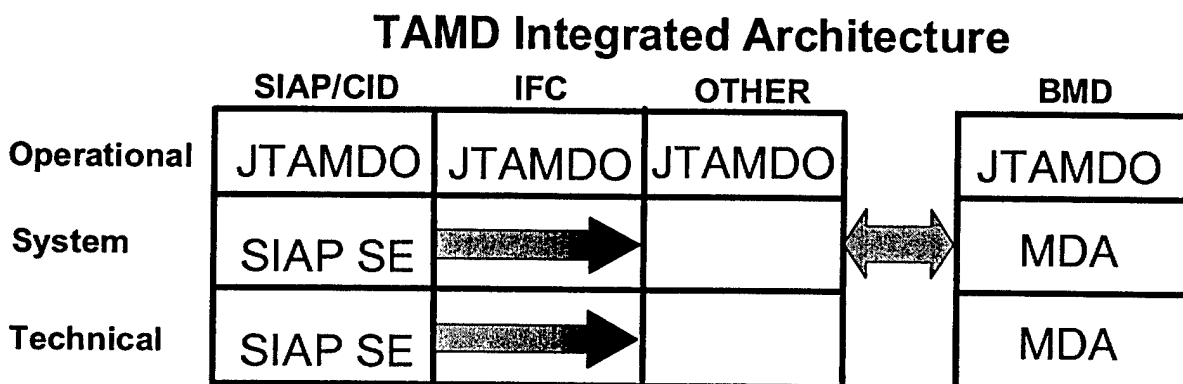 TAMD Integrated Architecture
SIAP/CID IFC OTHER BMD
Operational JTAMDO JTAMDO JTAMDO JTAMDO
System SIAP SE MDA
Technical SIAP SE MDA